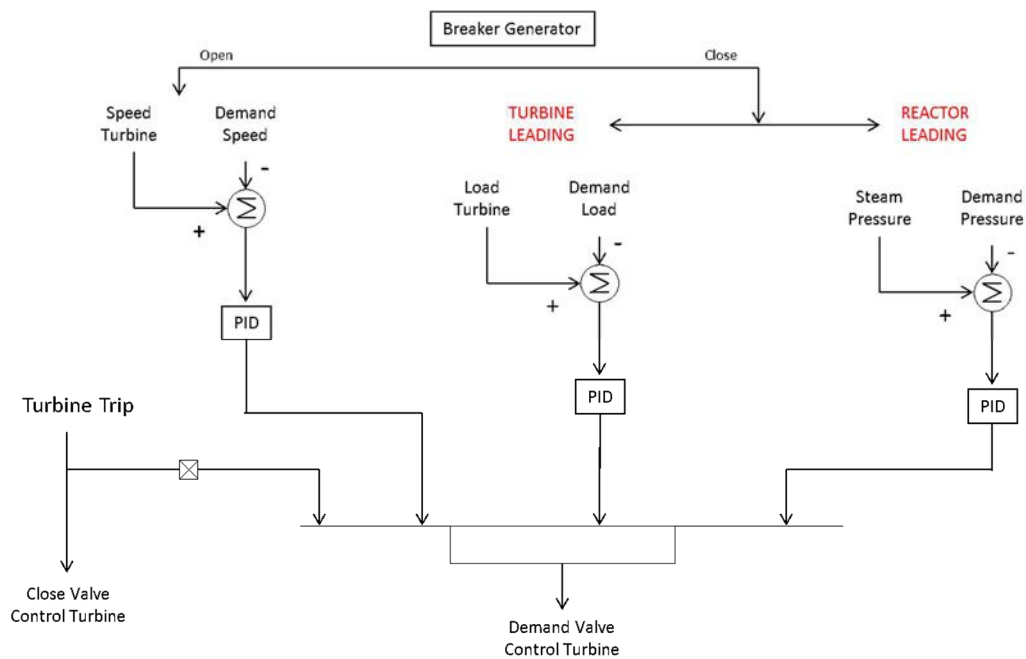 Breaker Generator
Open
Close
Speed
Turbine
Demand
Speed
TURBINE
LEADING
REACTOR
LEADING
-
Σ
+
Load
Turbine
Demand
Load
-
Σ
+
Steam
Pressure
Demand
Pressure
-
Σ
+
PID
PID
PID
Turbine Trip
Close Valve
Control Turbine
Demand Valve
Control Turbine